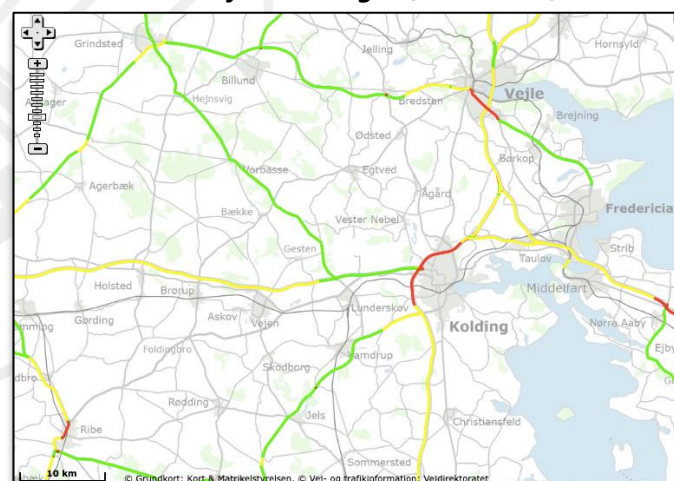 Grindsted
Jelling
Hornsyld
Billund
Hejnsvig
Bredsten
Vejle
Brejning
Ødsted
Børkop
Vorbasse
Egtved
Agerbæk
Ågård
Bække
Vester Nebel
Fredericia
Gesten
Strib
Taulov
Holsted
Brørup
Middelfart
Lunderskov
Gørding
Askov
Vejen
Kolding
Nørre Aaby
Foldingbro
Vamdrup
Ejby
Skodborg
Rødding
Jels
Christiansfeld
Ribe
Sommersted
10 km
© Grundkort: Kort & Matrikelstyrelsen, © Vej- og trafikinformation: Vejdirektoratet